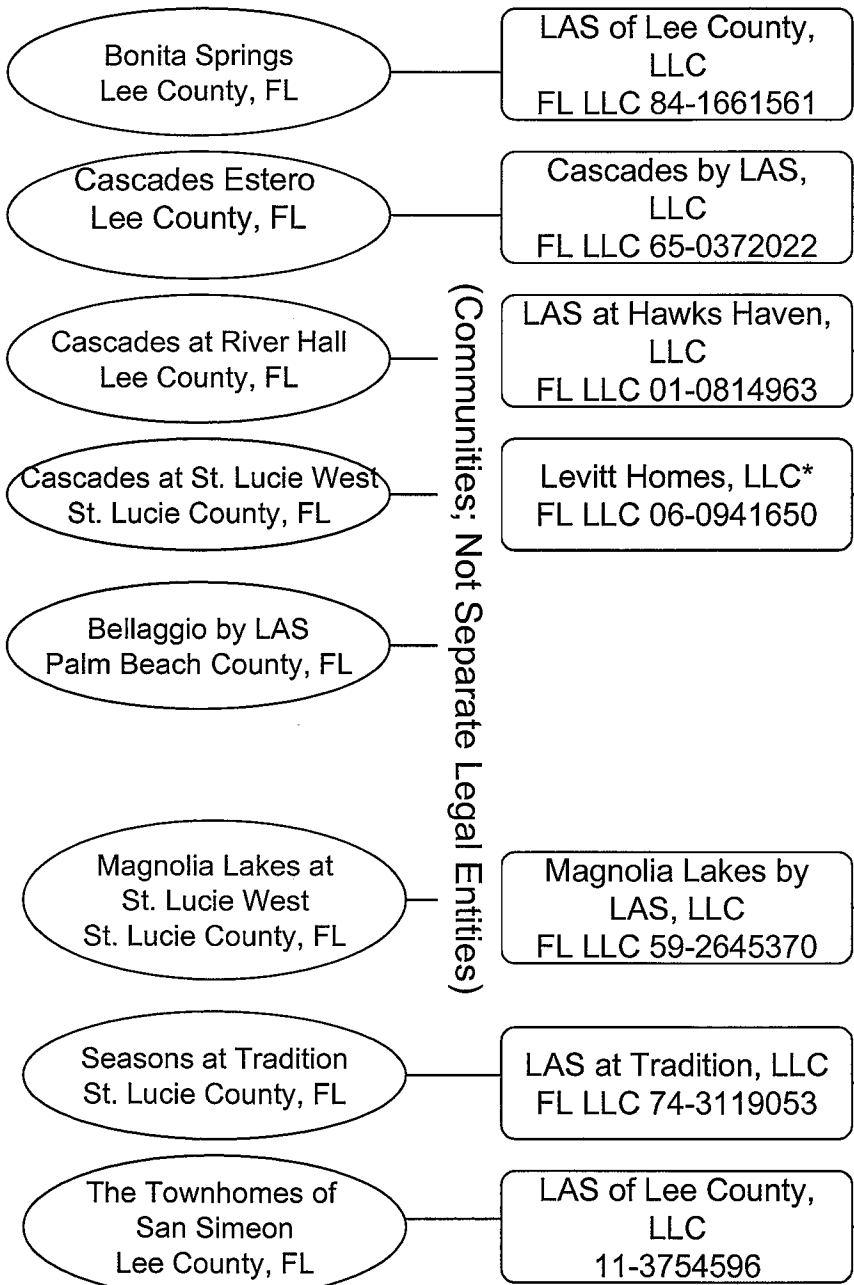 Bonita Springs
Lee County, FL
LAS of Lee County,
LLC
FL LLC 84-1661561
Cascades Estero
Lee County, FL
Cascades by LAS,
LLC
FL LLC 65-0372022
(Communities; Not Separate Legal Entities)
Cascades at River Hall
Lee County, FL
LAS at Hawks Haven,
LLC
FL LLC 01-0814963
Cascades at St. Lucie West
St. Lucie County, FL
Levitt Homes, LLC*
FL LLC 06-0941650
Bellaggio by LAS
Palm Beach County, FL
Magnolia Lakes at
St. Lucie West
St. Lucie County, FL
Magnolia Lakes by
LAS, LLC
FL LLC 59-2645370
Seasons at Tradition
St. Lucie County, FL
LAS at Tradition, LLC
FL LLC 74-3119053
The Townhomes of
San Simeon
Lee County, FL
LAS of Lee County,
LLC
11-3754596